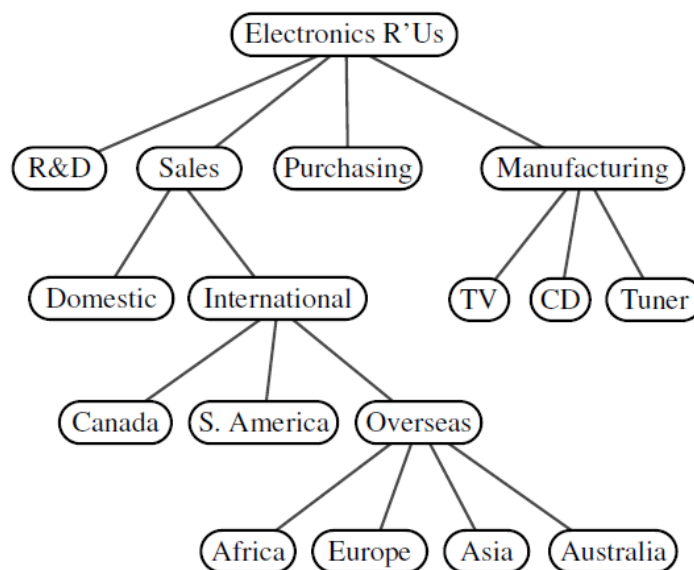 Electronics R’Us
R&D Sales Purchasing Manufacturing
Domestic International TV CD Tuner
Canada S. America Overseas
Africa Europe Asia Australia